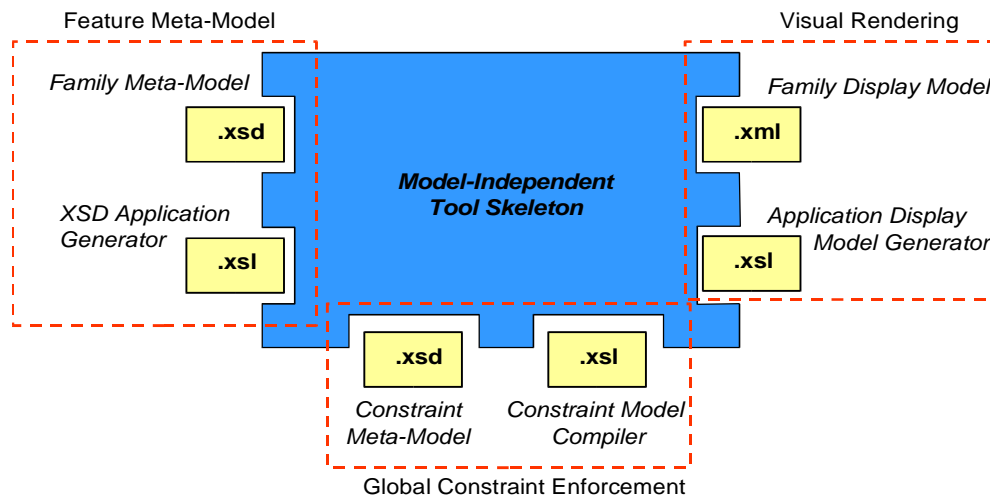 Feature Meta-Model
Visual Rendering
Family Meta-Model
.xsd
XSD Application
Generator
.xsl
Model-Independent
Tool Skeleton
Family Display Model
.xml
Application Display
Model Generator
.xsl
.xsd
Constraint
Meta-Model
.xsl
Constraint Model
Compiler
Global Constraint Enforcement